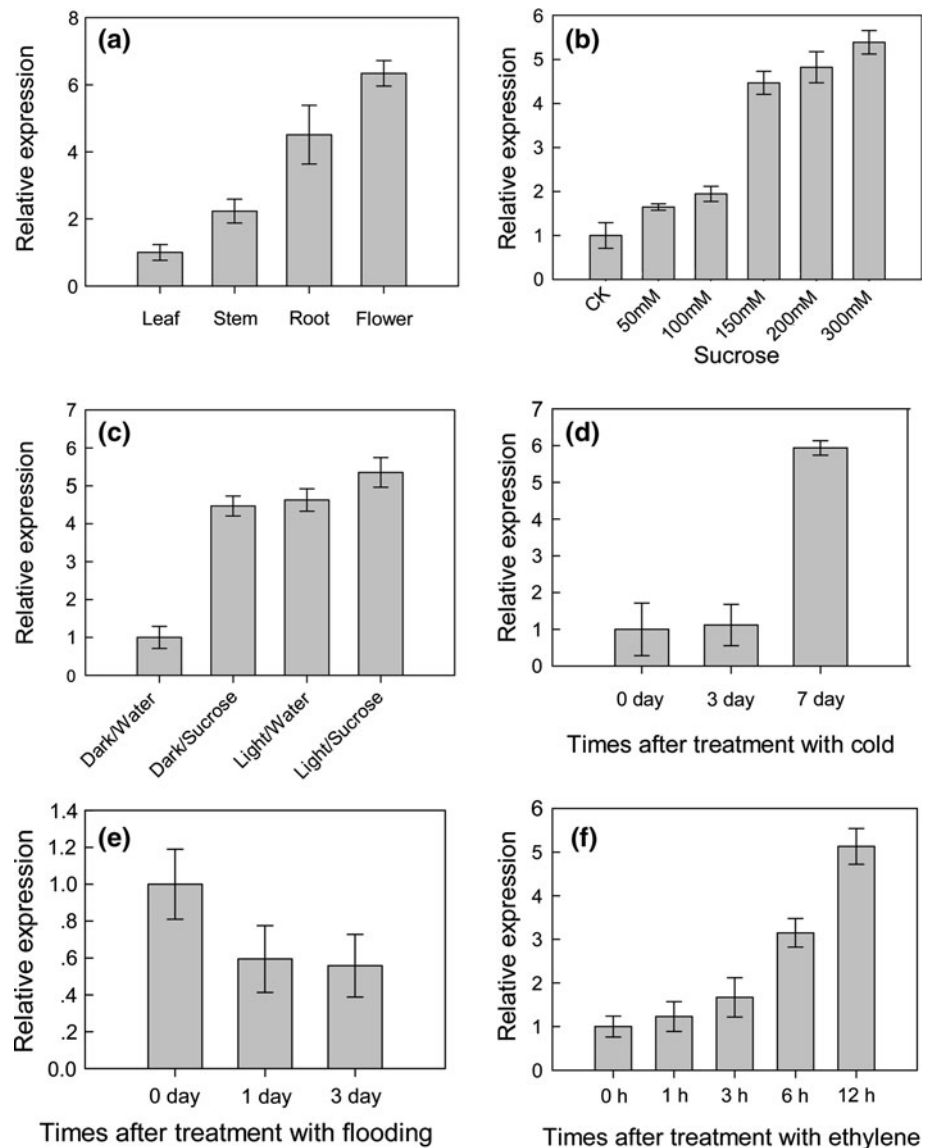 (a)
Relative expression
8
6
4
2
0
Leaf Stem Root Flower
(b)
Relative expression
6
5
4
3
2
1
0
CK 50mM 100mM 150mM 200mM 300mM
Sucrose
(c)
Relative expression
7
6
5
4
3
2
1
0
Dark/Water Dark/Sucrose Light/Water Light/Sucrose
(d)
Relative expression
7
6
5
4
3
2
1
0
0 day 3 day 7 day
Times after treatment with cold
(e)
Relative expression
1.4
1.2
1.0
.8
.6
.4
.2
0.0
0 day 1 day 3 day
Times after treatment with flooding
(f)
Relative expression
6
5
4
3
2
1
0
0 h 1 h 3 h 6 h 12 h
Times after treatment with ethylene